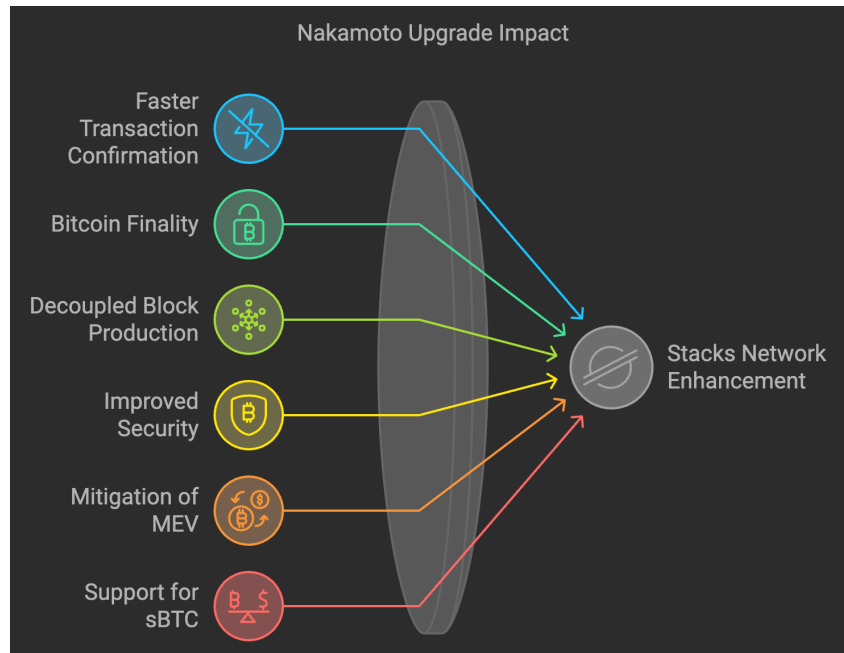 Nakamoto Upgrade Impact
Faster
Transaction
Confirmation
Bitcoin Finality
Decoupled Block
Production
Improved
Security
Mitigation of
MEV
Support for
sBTC
Stacks Network
Enhancement